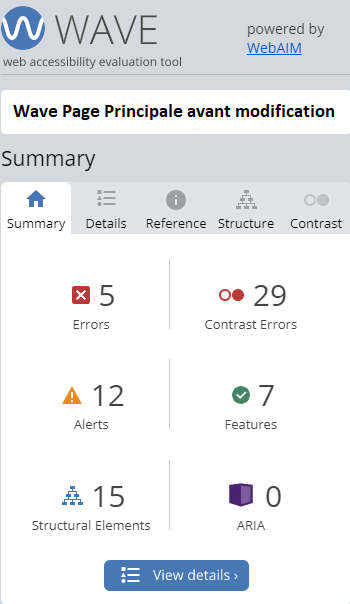 WAVE
web accessibility evaluation tool
powered by
WebAIM
Wave Page Principale avant modification
Summary
Summary Details Reference Structure Contrast
5 29
Errors Contrast Errors
12 7
Alerts Features
15 0
Structural Elements ARIA
View details ›